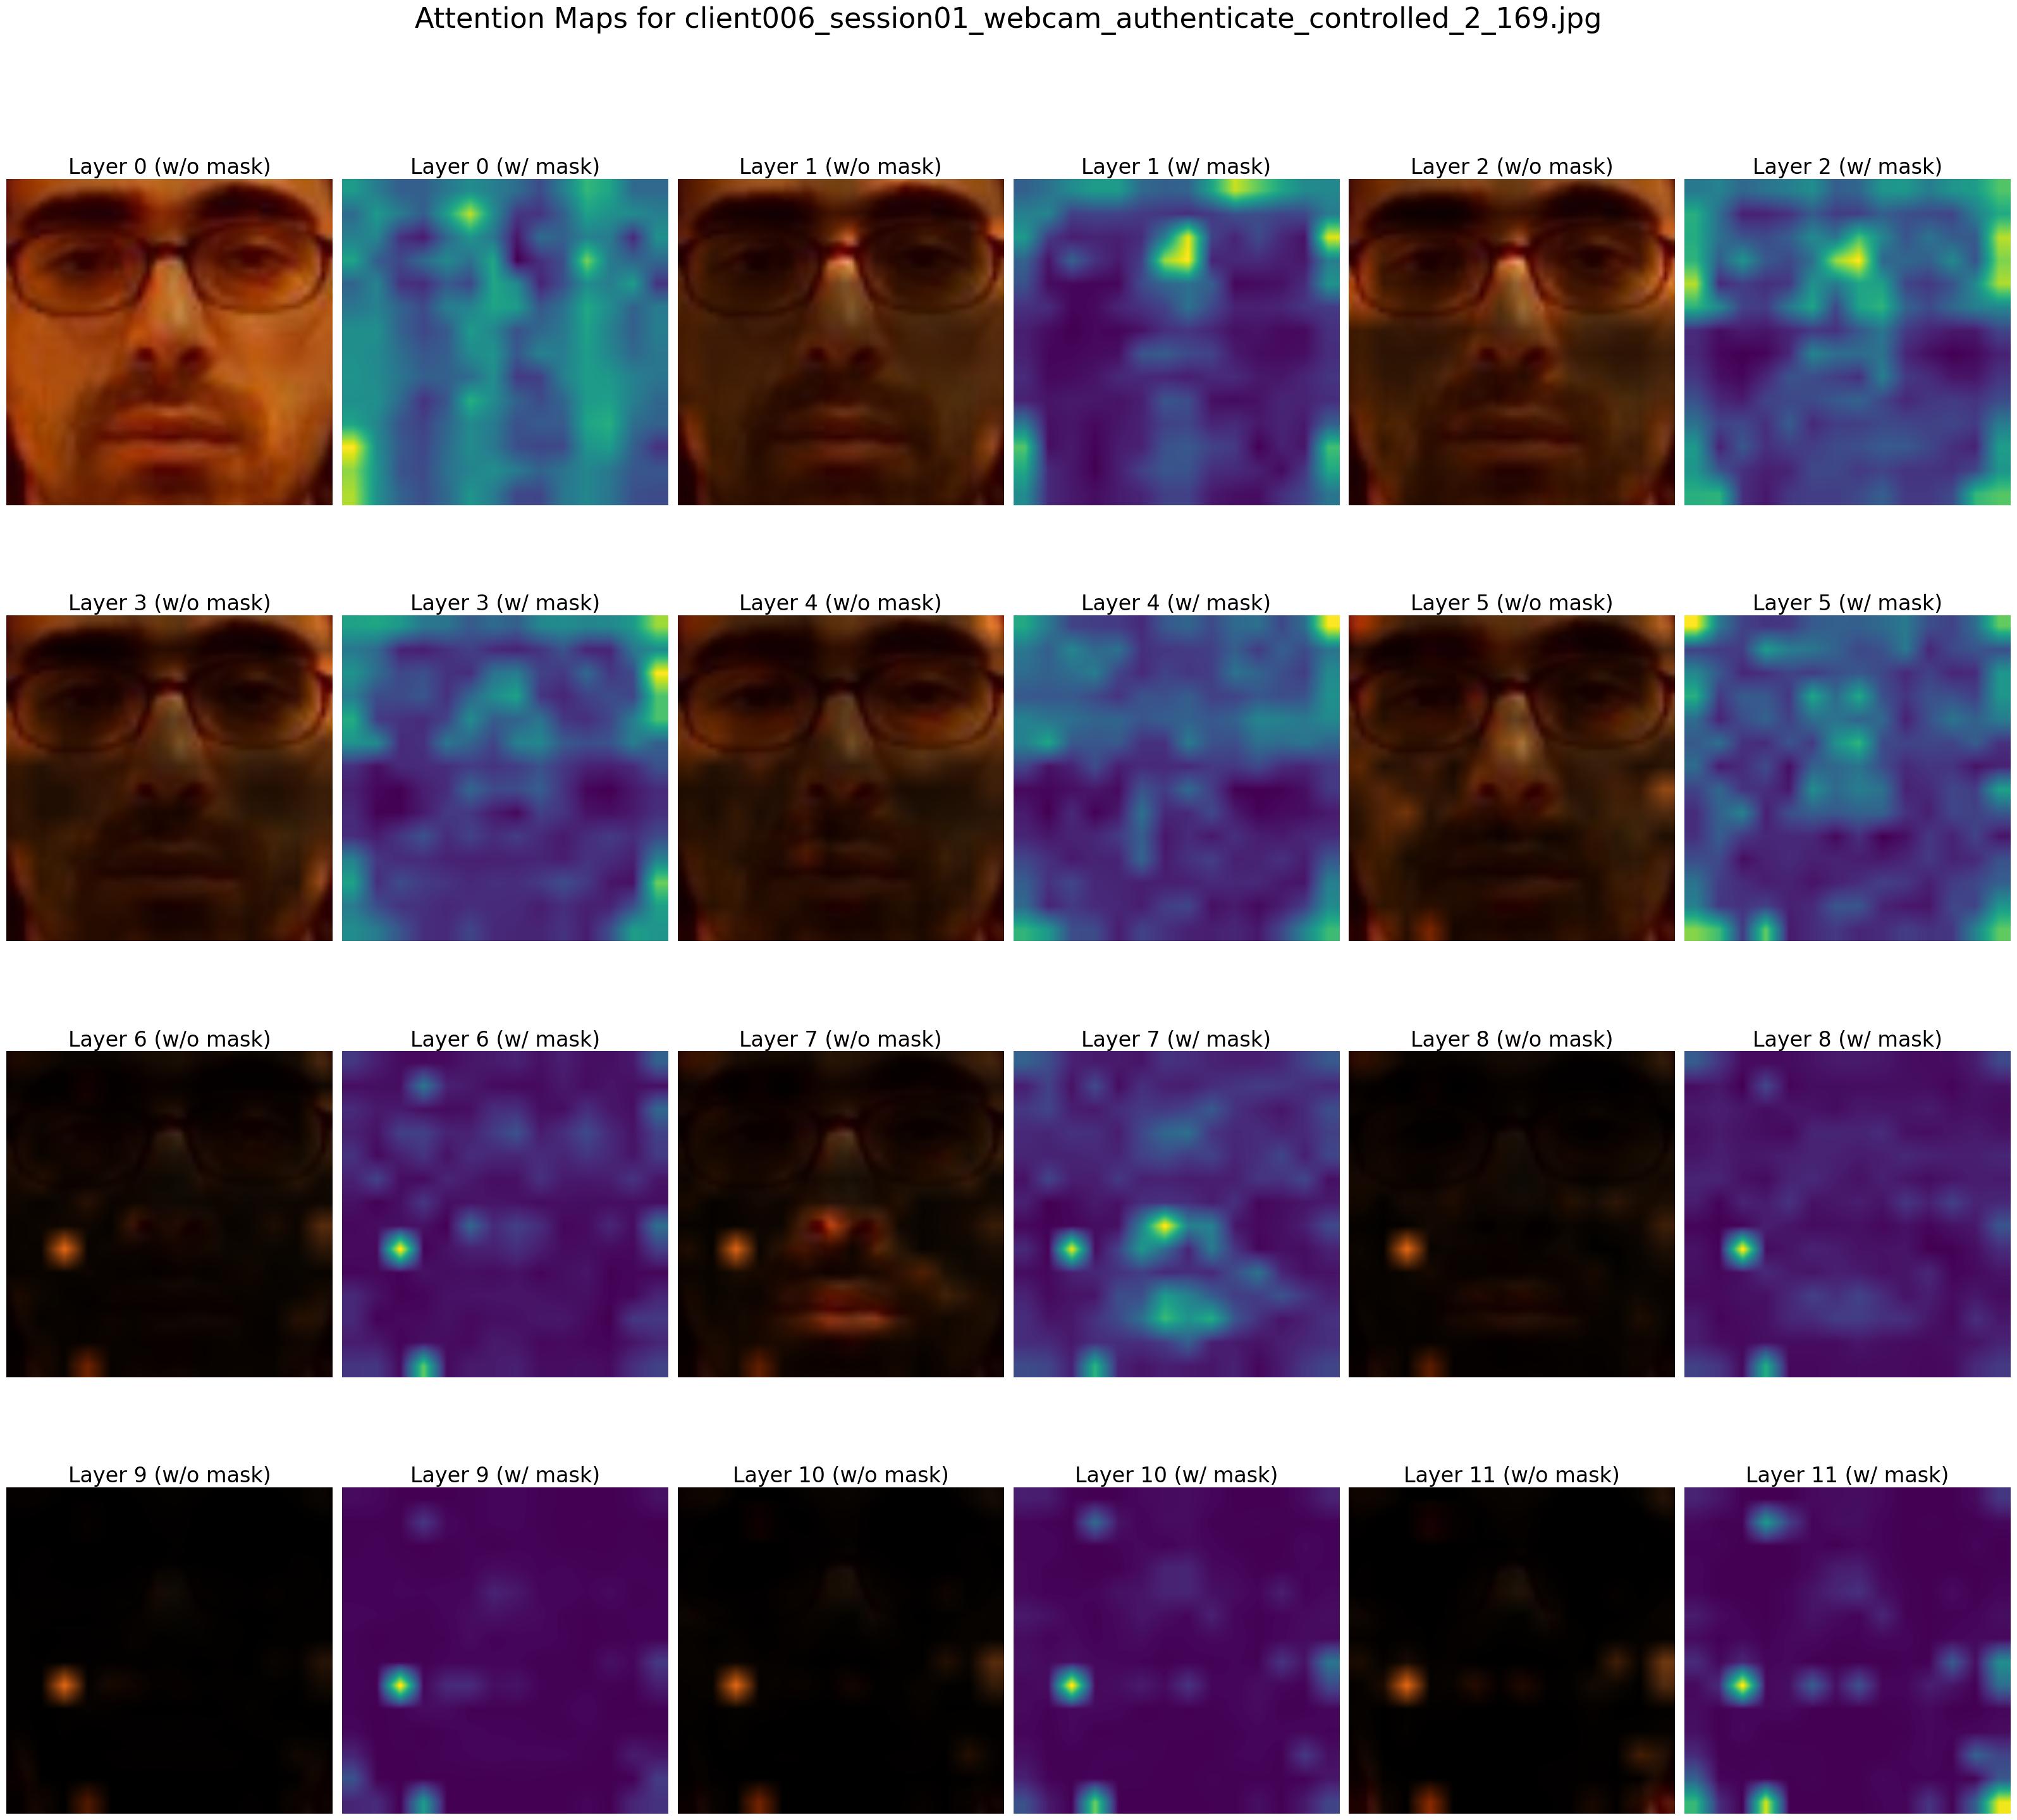 Attention Maps for client006_session01_webcam_authenticate_controlled_2_169.jpg
Layer 0 (w/o mask) Layer 0 (w/ mask) Layer 1 (w/o mask) Layer 1 (w/ mask) Layer 2 (w/o mask) Layer 2 (w/ mask)
Layer 3 (w/o mask) Layer 3 (w/ mask) Layer 4 (w/o mask) Layer 4 (w/ mask) Layer 5 (w/o mask) Layer 5 (w/ mask)
Layer 6 (w/o mask) Layer 6 (w/ mask) Layer 7 (w/o mask) Layer 7 (w/ mask) Layer 8 (w/o mask) Layer 8 (w/ mask)
Layer 9 (w/o mask) Layer 9 (w/ mask) Layer 10 (w/o mask) Layer 10 (w/ mask) Layer 11 (w/o mask) Layer 11 (w/ mask)